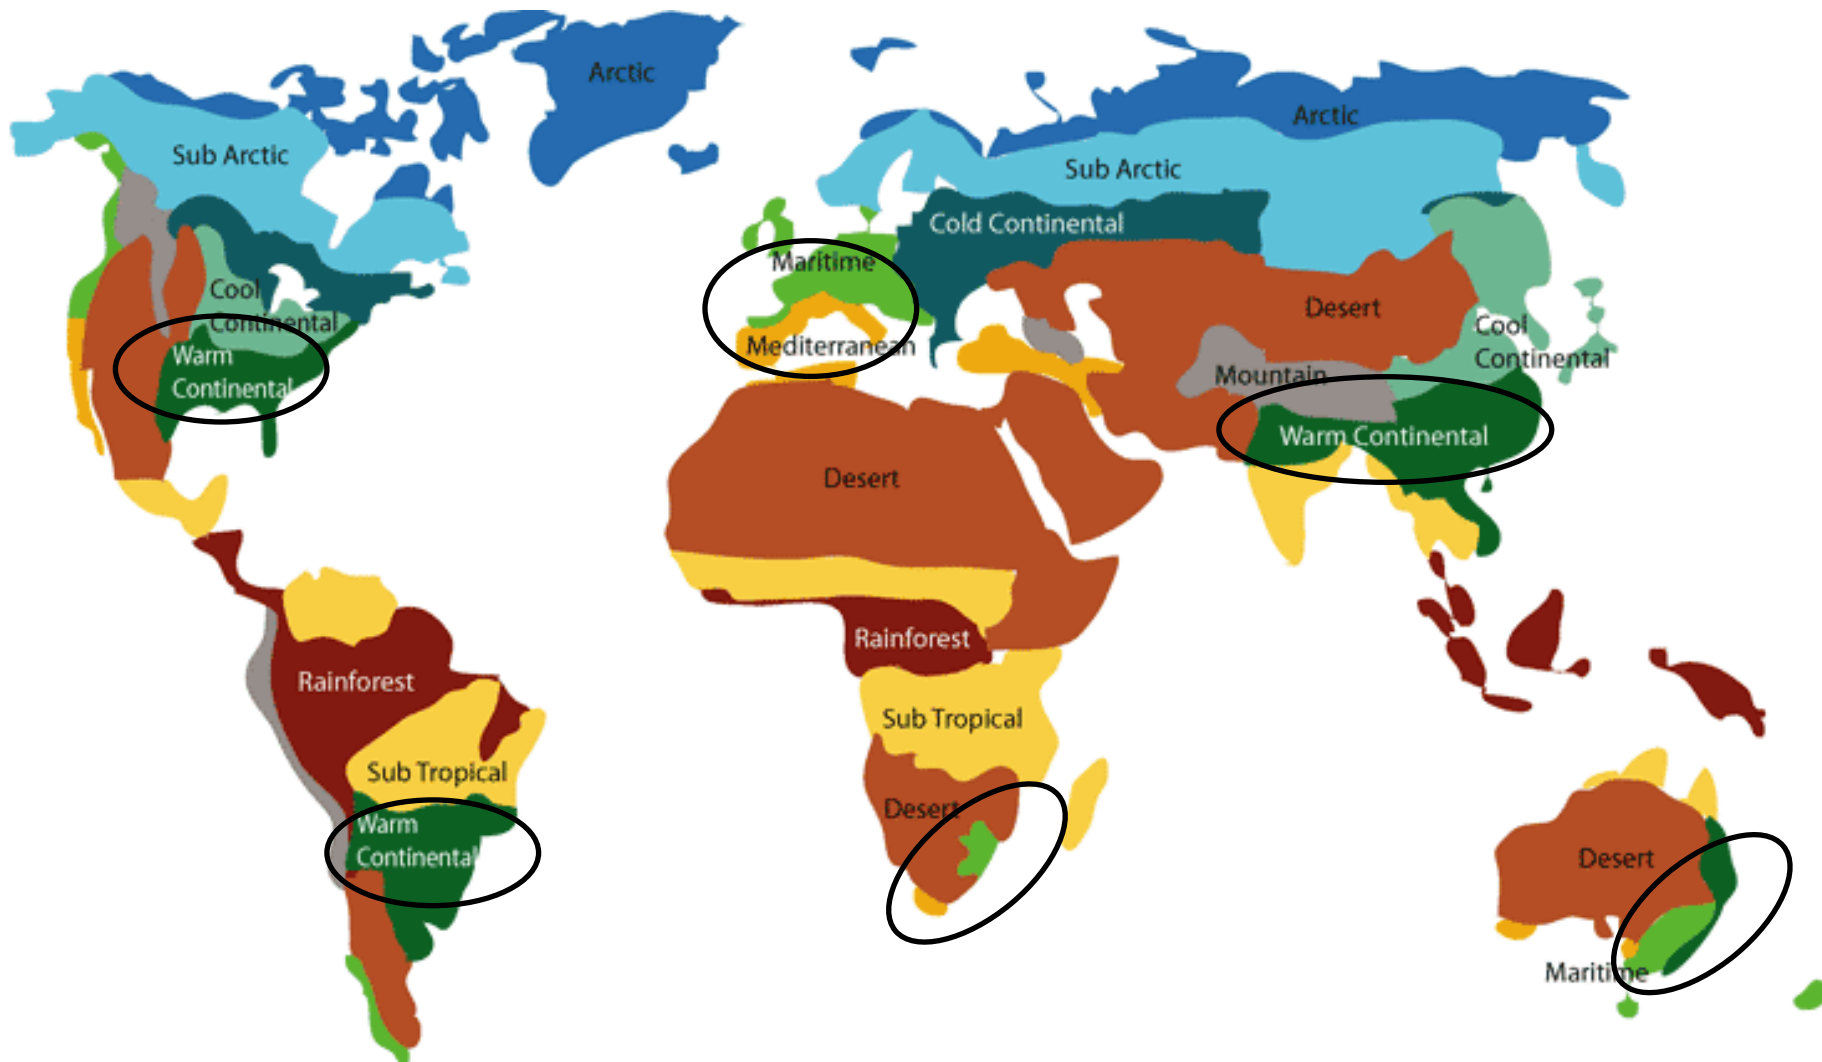 Arctic
Arctic
Sub Arctic
Sub Arctic
Cold Continental
Maritime
Cool
Continental
Desert
Cool
Continental
Mediterranean
Warm
Continental
Mountain
Warm Continental
Desert
Rainforest
Rainforest
Sub Tropical
Sub Tropical
Desert
Warm
Continental
Desert
Maritime